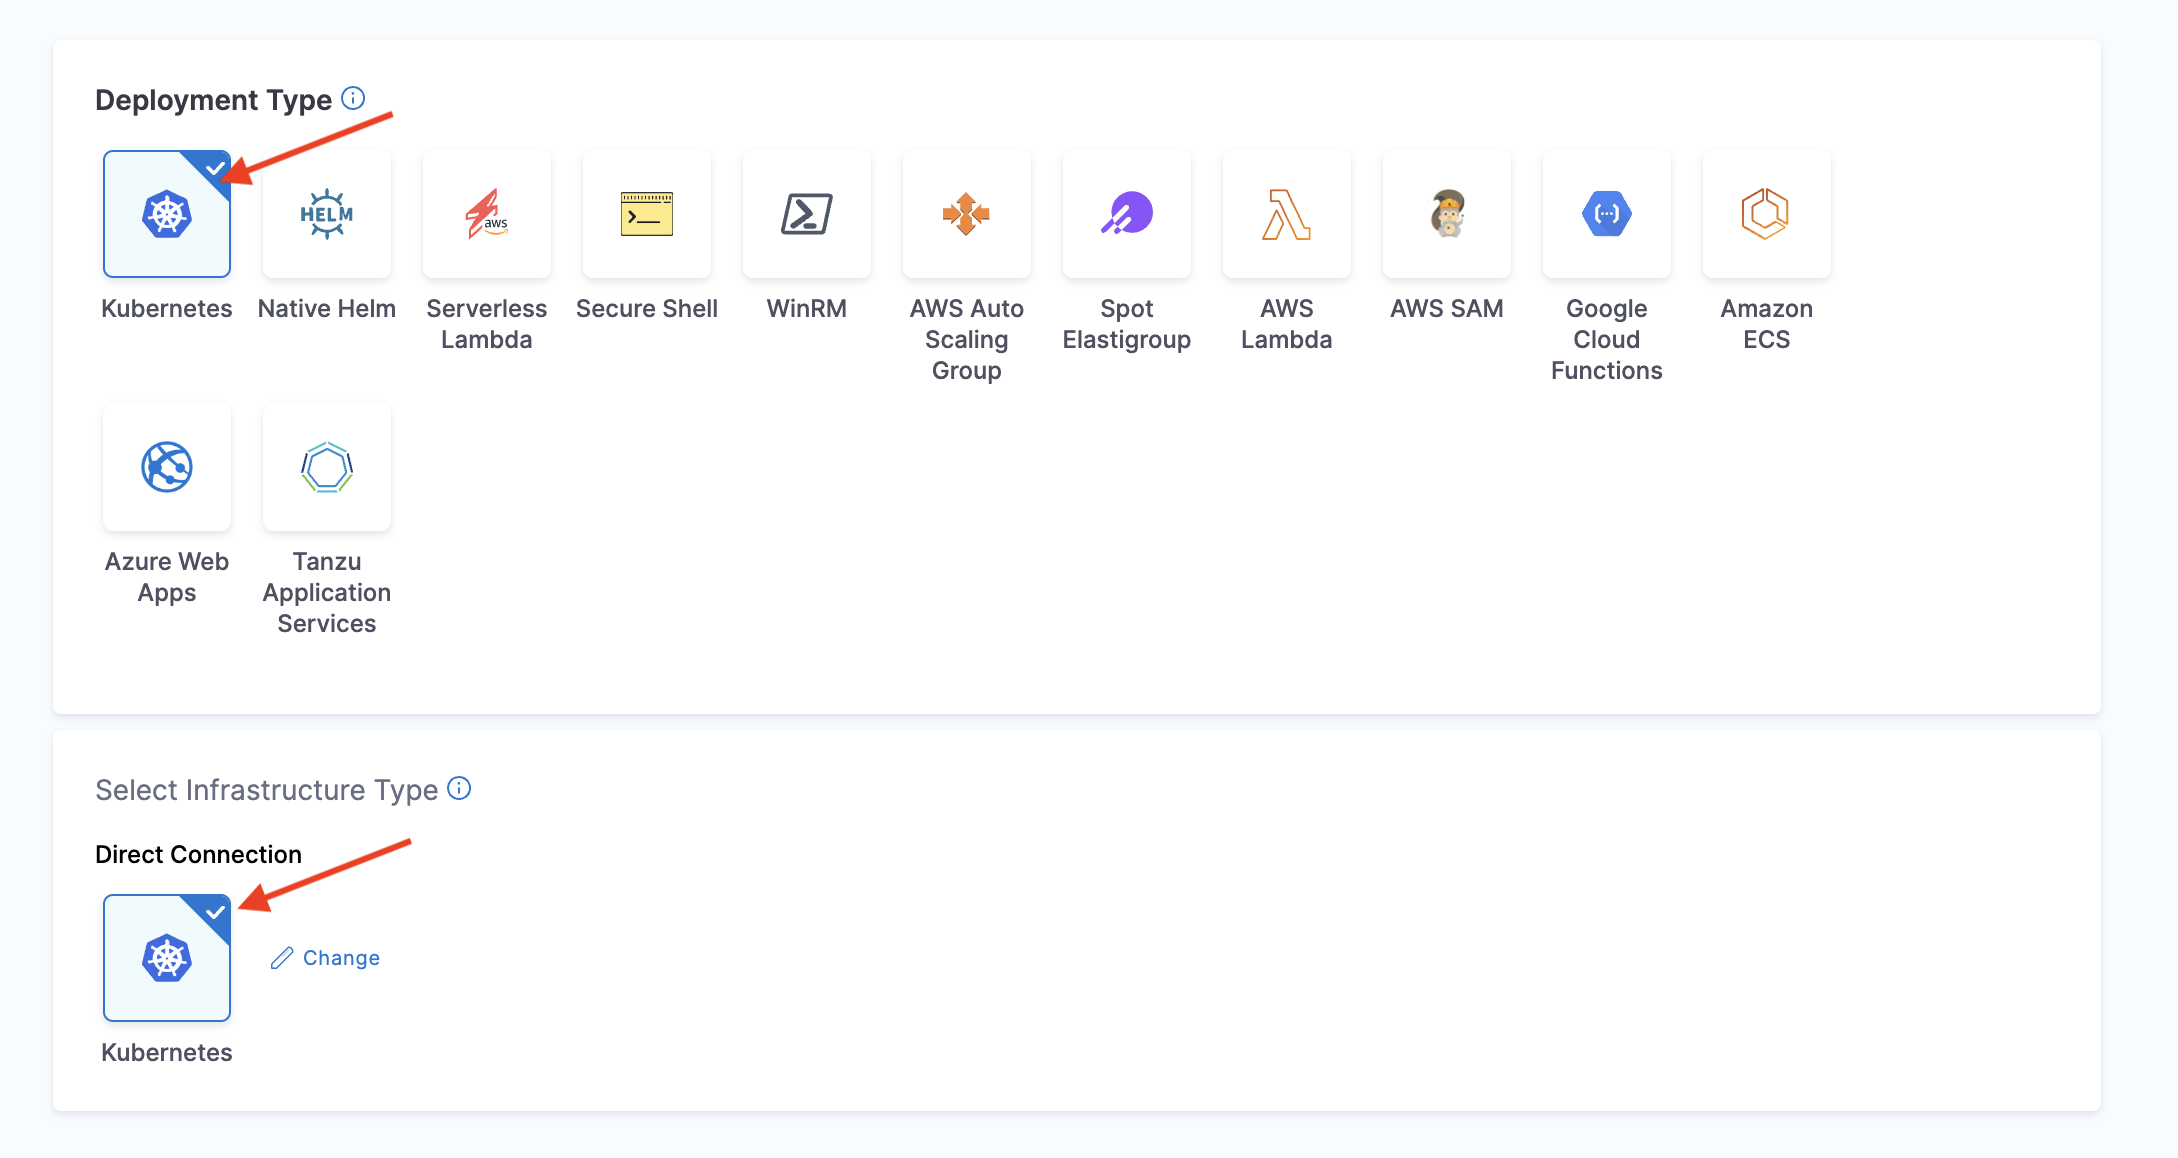 Deployment Type
HELM
aws
Kubernetes
Native Helm
Serverless
Lambda
Secure Shell
WinRM
AWS Auto
Scaling
Group
Spot
Elastigroup
AWS
Lambda
AWS SAM
Google
Cloud
Functions
Amazon
ECS
Azure Web
Apps
Tanzu
Application
Services
Select Infrastructure Type
Direct Connection
Change
Kubernetes